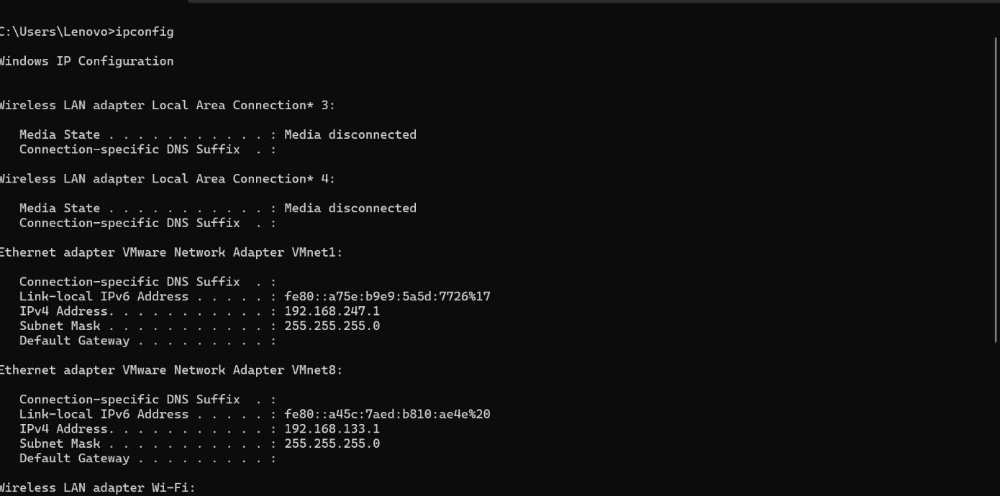 C:\Users\Lenovo>ipconfig
Windows IP Configuration
Wireless LAN adapter Local Area Connection* 3:
Media State . . . . . . . . . . . : Media disconnected
Connection-specific DNS Suffix  . :
Wireless LAN adapter Local Area Connection* 4:
Media State . . . . . . . . . . . : Media disconnected
Connection-specific DNS Suffix  . :
Ethernet adapter VMware Network Adapter VMnet1:
Connection-specific DNS Suffix  . :
Link-local IPv6 Address . . . . . : fe80::a75e:b9e9:5a5d:7726%17
IPv4 Address. . . . . . . . . . . : 192.168.247.1
Subnet Mask . . . . . . . . . . . : 255.255.255.0
Default Gateway . . . . . . . . . :
Ethernet adapter VMware Network Adapter VMnet8:
Connection-specific DNS Suffix  . :
Link-local IPv6 Address . . . . . : fe80::a45c:7aed:b810:ae4e%20
IPv4 Address. . . . . . . . . . . : 192.168.133.1
Subnet Mask . . . . . . . . . . . : 255.255.255.0
Default Gateway . . . . . . . . . :
Wireless LAN adapter Wi-Fi: